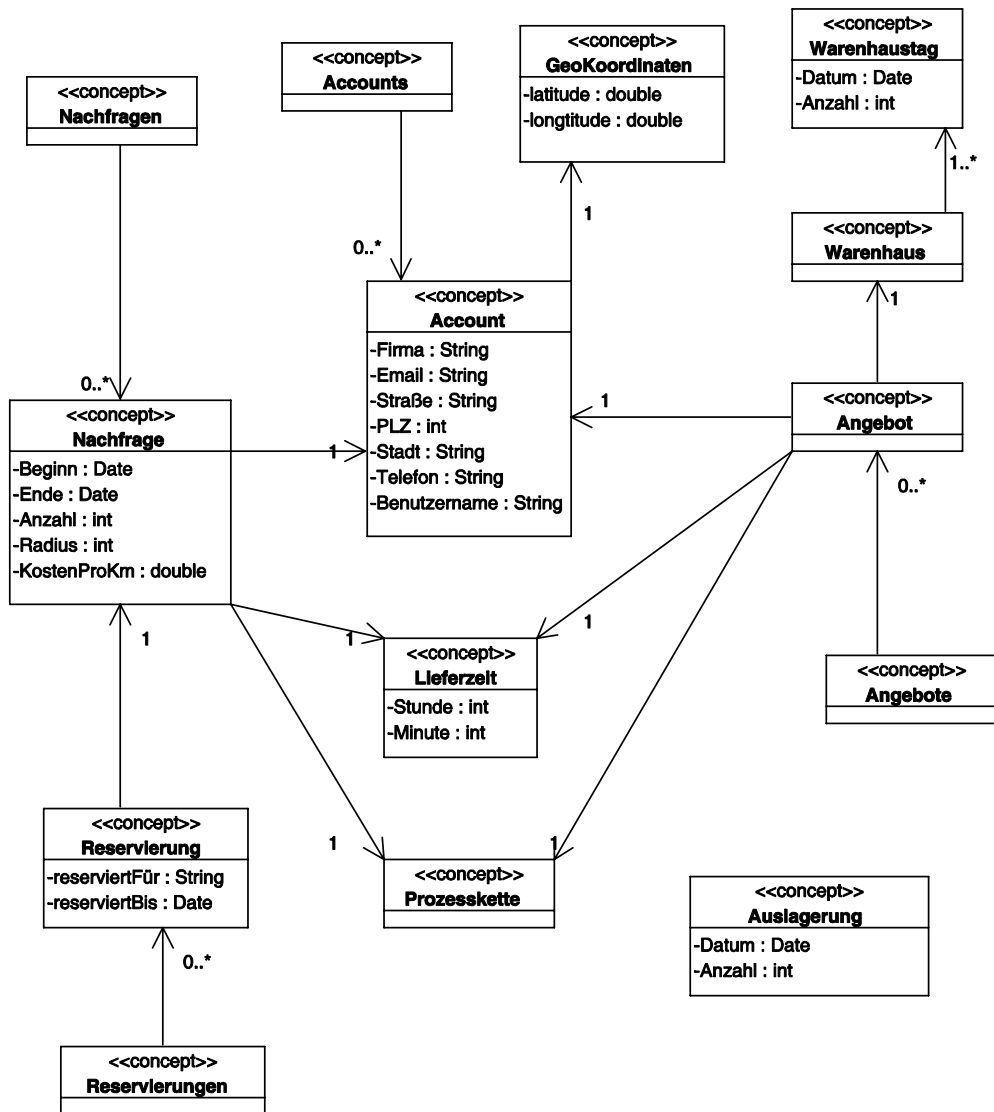 <<concept>>
Nachfragen
<<concept>>
Accounts
<<concept>>
GeoKoordinaten
-latitude : double
-longtitude : double
<<concept>>
Warenhaustag
-Datum : Date
-Anzahl : int
1..*
1
<<concept>>
Warenhaus
1
0..*
<<concept>>
Account
-Firma : String
-Email : String
-Straße : String
-PLZ : int
-Stadt : String
-Telefon : String
-Benutzername : String
0..*
<<concept>>
Nachfrage
-Beginn : Date
-Ende : Date
-Anzahl : int
-Radius : int
-KostenProKm : double
1
1
<<concept>>
Angebot
0..*
<<concept>>
Angebote
1
1
1
<<concept>>
Lieferzeit
-Stunde : int
-Minute : int
<<concept>>
Reservierung
-reserviertFür : String
-reserviertBis : Date
1
1
<<concept>>
Prozesskette
<<concept>>
Auslagerung
-Datum : Date
-Anzahl : int
0..*
<<concept>>
Reservierungen